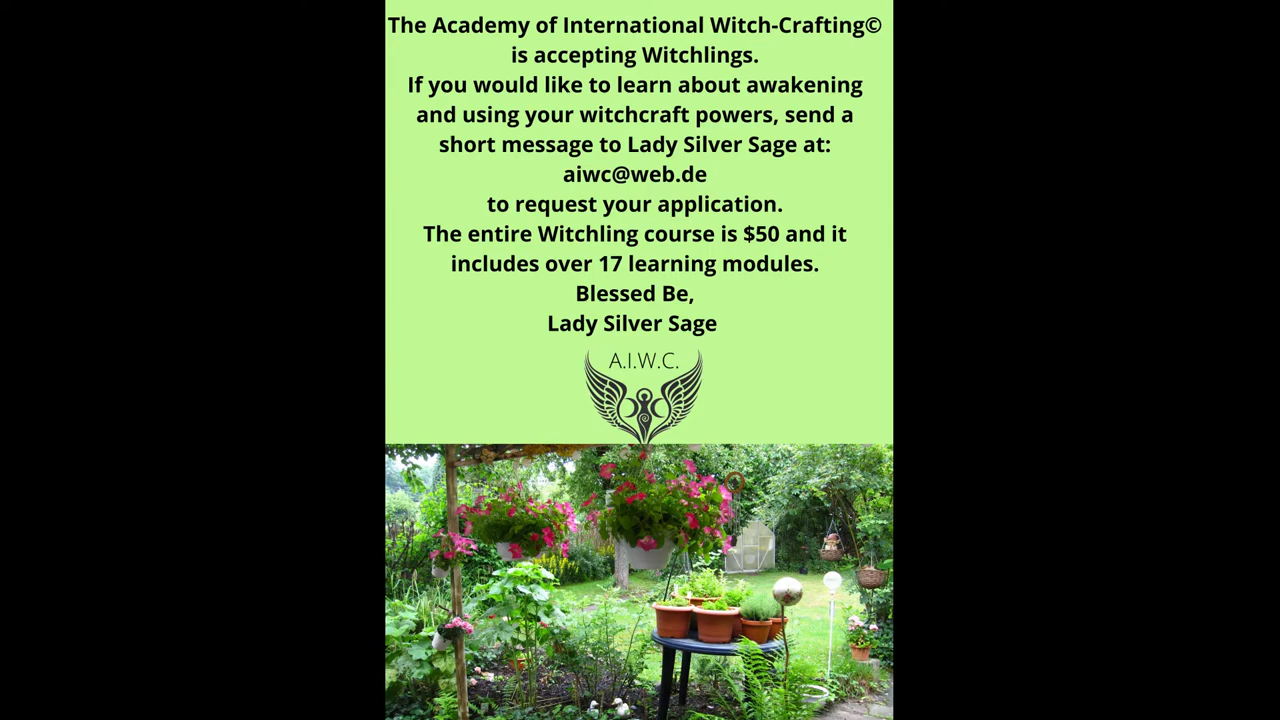 The Academy of International Witch-Crafting©
is accepting Witchlings.
If you would like to learn about awakening
and using your witchcraft powers, send a
short message to Lady Silver Sage at:
aiwc@web.de
to request your application.
The entire Witchling course is $50 and it
includes over 17 learning modules.
Blessed Be,
Lady Silver Sage
A.I.W.C.